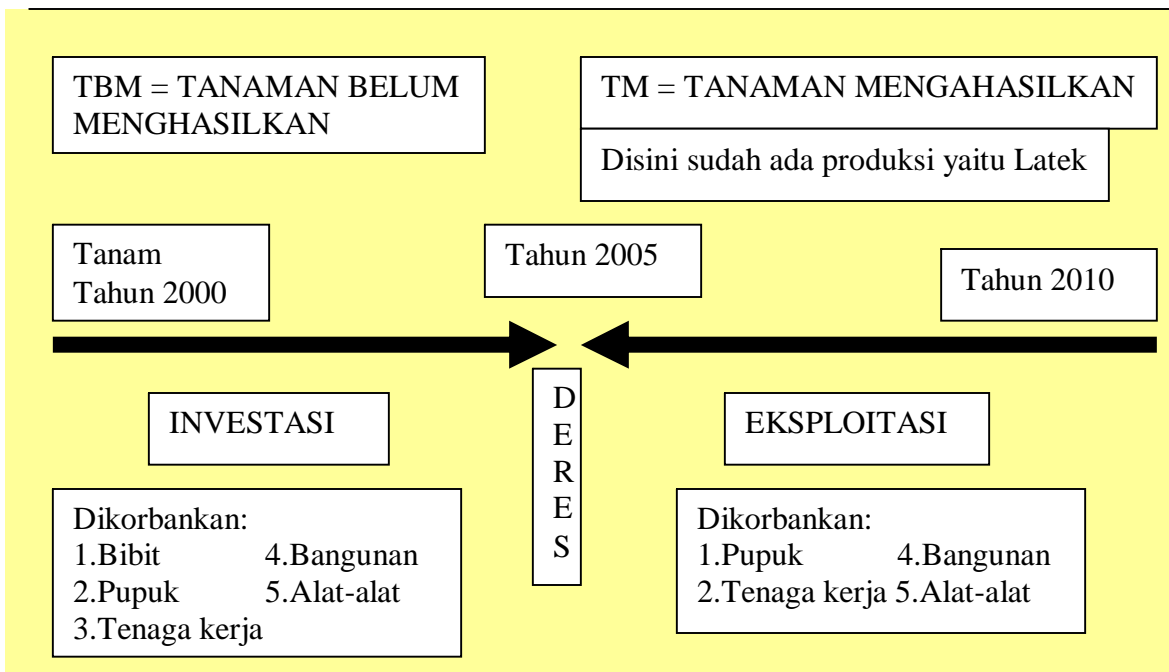 TBM = TANAMAN BELUM
MENGHASILKAN
TM = TANAMAN MENGAHASILKAN
Disini sudah ada produksi yaitu Latek
Tanam
Tahun 2000
Tahun 2005
Tahun 2010
INVESTASI
D
E
R
E
S
EKSPLOITASI
Dikorbankan:
1.Bibit 4.Bangunan
2.Pupuk 5.Alat-alat
3.Tenaga kerja
Dikorbankan:
1.Pupuk 4.Bangunan
2.Tenaga kerja 5.Alat-alat